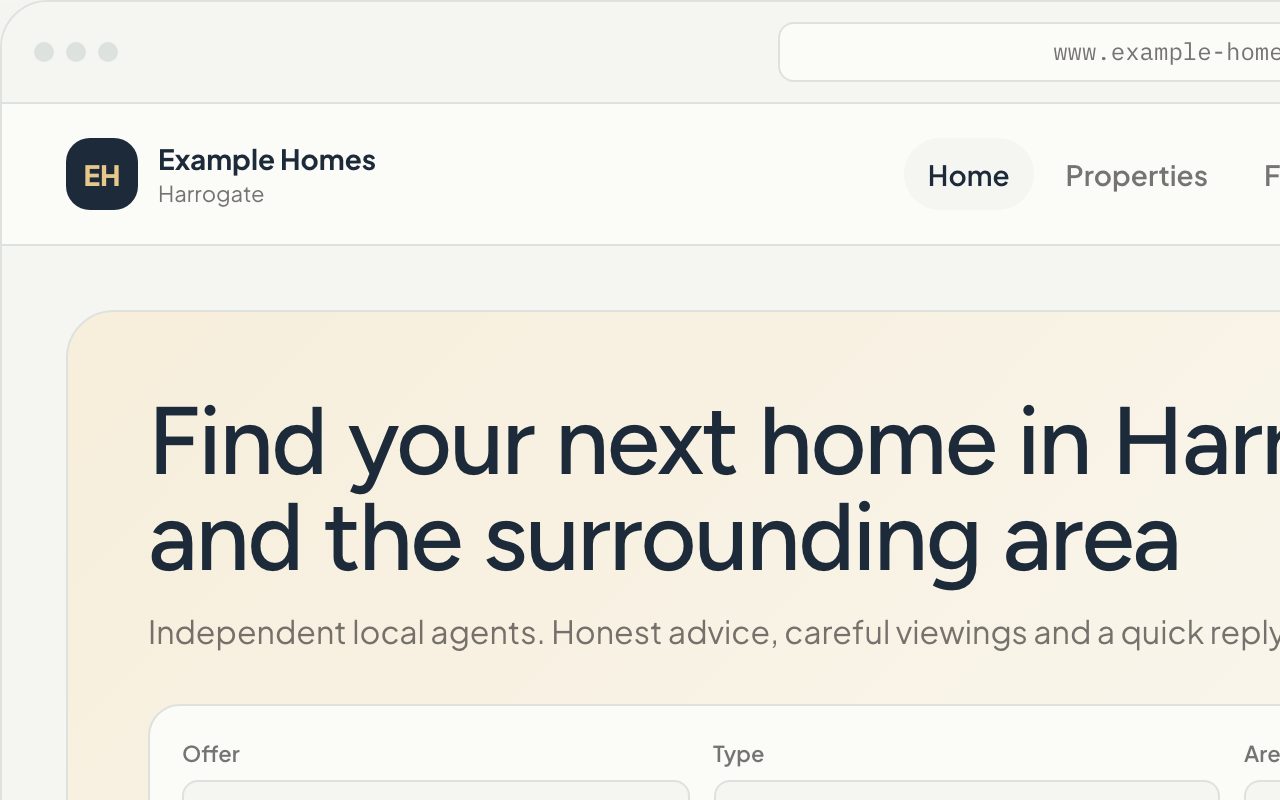 www.example-home
EH
Example Homes
Harrogate
Home
Properties
Find your next home in Harr
and the surrounding area
Independent local agents. Honest advice, careful viewings and a quick reply
Offer
Type